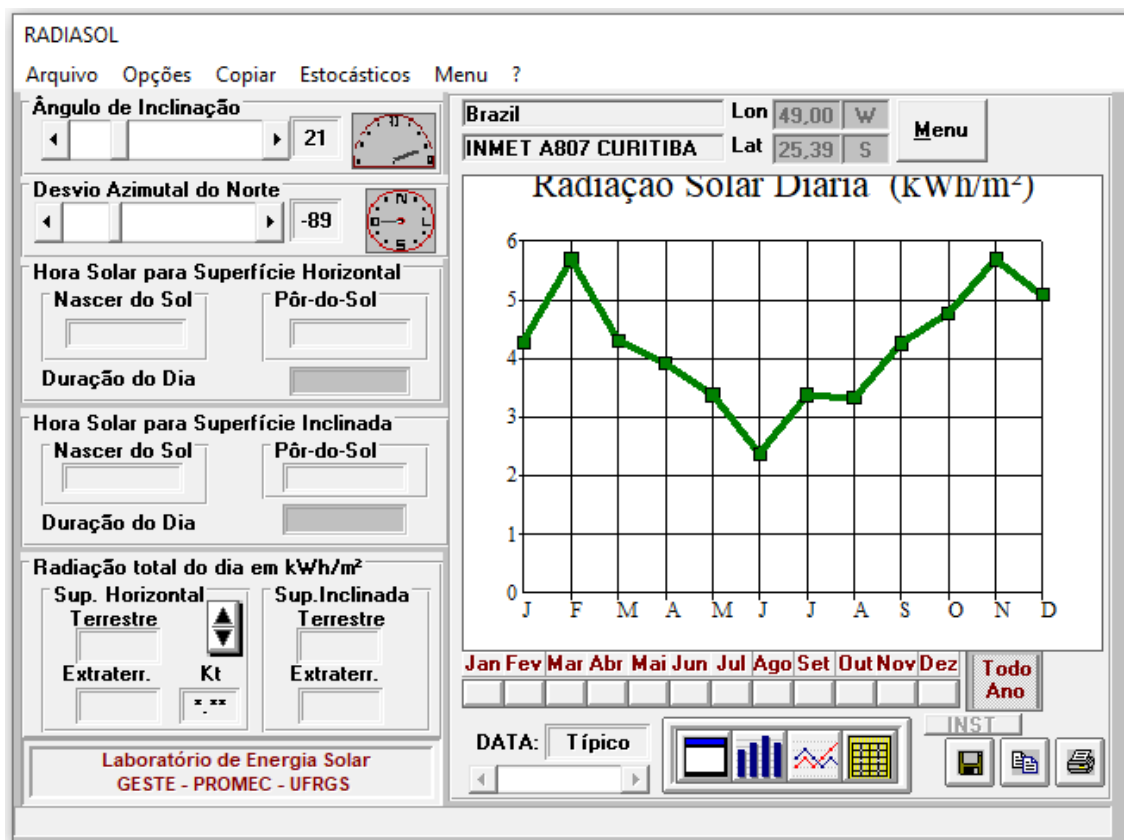 RADIASOL
Arquivo Opções Copiar Estocásticos Menu ?
Ângulo de Inclinação
21
Desvio Azimutal do Norte
-89
N
O L
S
Hora Solar para Superfície Horizontal
Nascer do Sol Pôr-do-Sol
Duração do Dia
Hora Solar para Superfície Inclinada
Nascer do Sol Pôr-do-Sol
Duração do Dia
Radiação total do dia em kWh/m²
Sup. Horizontal Sup.Inclinada
Terrestre Terrestre
Extraterr. Kt Extraterr.
*.**
Laboratório de Energia Solar
GESTE - PROMEC - UFRGS
Brazil Lon 49,00 W
INMET A807 CURITIBA Lat 25,39 S
Menu
Radiação Solar Diaria (kWh/m²)
6
5
4
3
2
1
0
J F M A M J J A S O N D
Jan Fev Mar Abr Mai Jun Jul Ago Set Out Nov Dez
Todo
Ano
INST
DATA: Típico